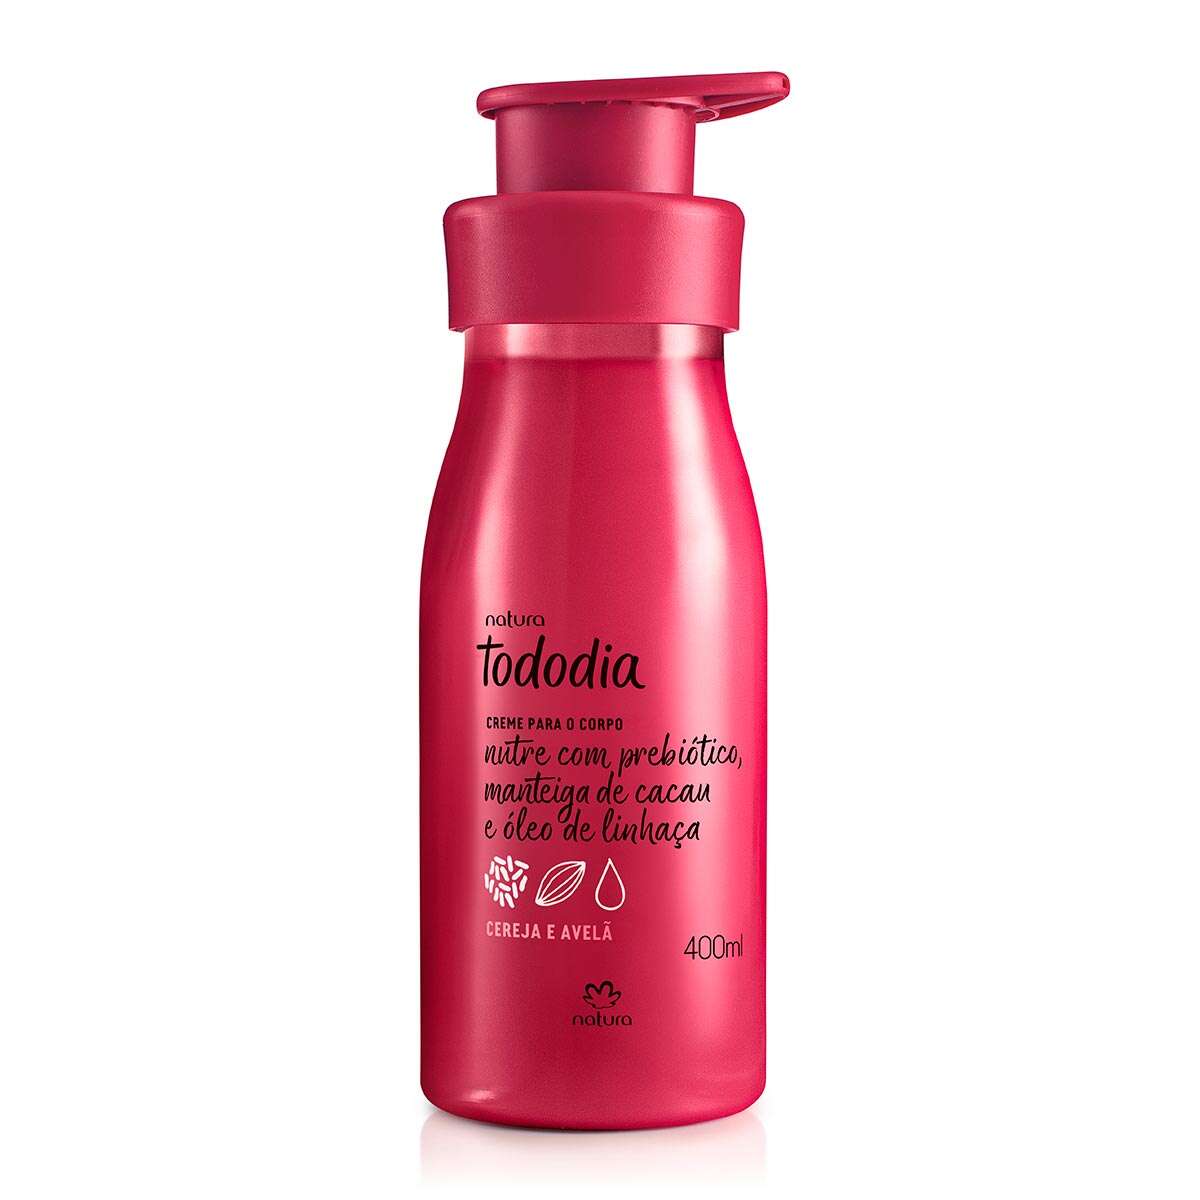 natura
tododia
CREME PARA O CORPO
nutre com prebiótico,
manteiga de cacau
e óleo de linhaça
CEREJA E AVELÃ
400ml
natura